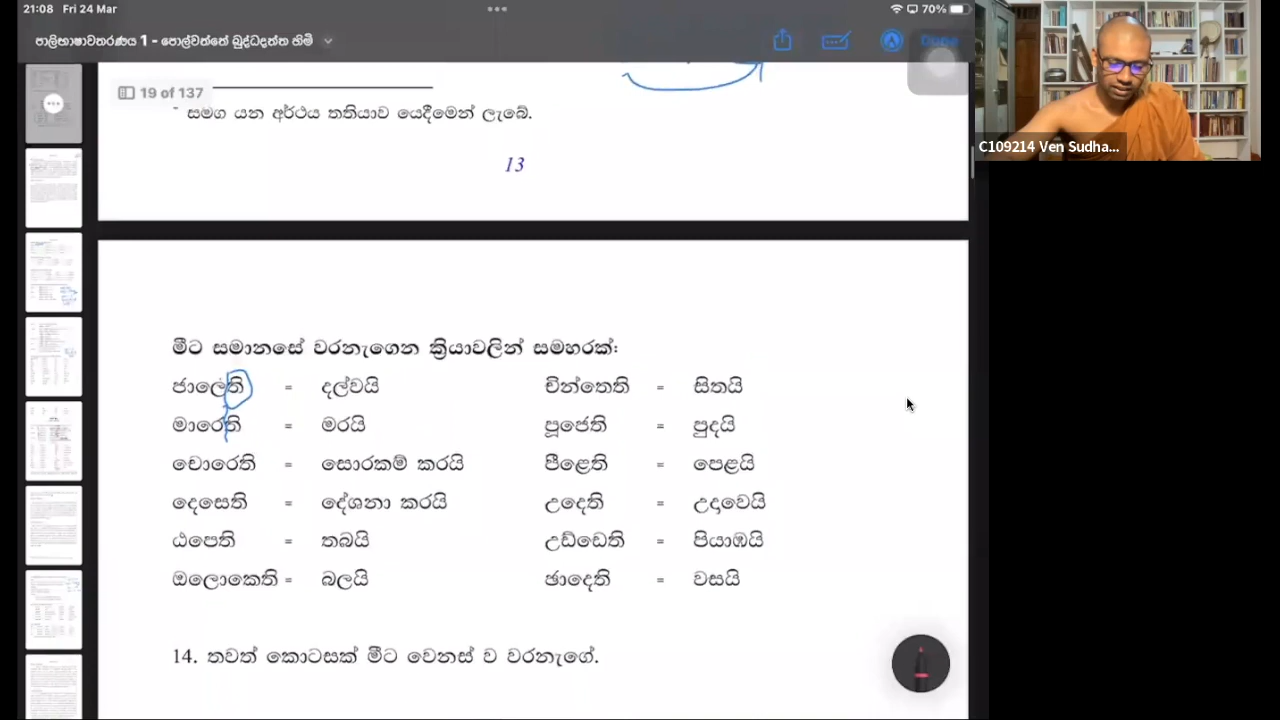 21:08 Fri 24 Mar
70%
පාලිභාෂාවතරණය 1 - පොල්වත්තේ බුද්ධදත්ත හිමි
Done
19 of 137
සමග යන අර්ථය තතියාව යෙදීමෙන් ලැබේ.
13
C109214 Ven Sudha...
මීට සමානසේ වරනැගෙන ක්‍රියාවලින් සමහරක්:
ජාලෙති = දල්වයි චින්තෙති = සිතයි
මාරෙති = මරයි පූජෙති = පුදයි
චොරෙති = සොරකම් කරයි පීළෙති = පෙළයි
දෙසෙති = දේශනා කරයි උදෙති = උදාවෙයි
ඨපෙති = තබයි උඩ්ඩෙති = පියාඹයි
ඔලොකෙති = බලයි ඡාදෙති = වසයි
14. තවත් කොටසක් මීට වෙනස් ව වරනැගේ.